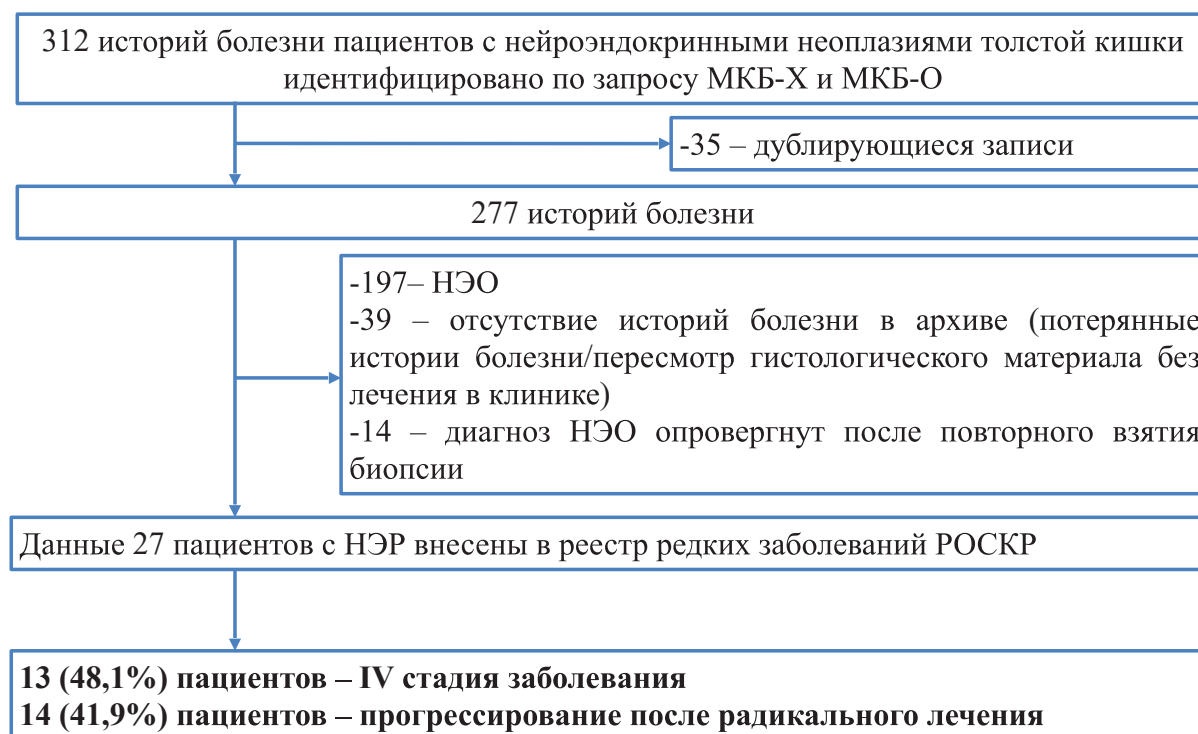 312 историй болезни пациентов с нейроэндокринными неоплазиями толстой кишки
идентифицировано по запросу МКБ-X и МКБ-О
-35 – дублирующиеся записи
277 историй болезни
-197– НЭО
-39 – отсутствие историй болезни в архиве (потерянные
истории болезни/пересмотр гистологического материала без
лечения в клинике)
-14 – диагноз НЭО опровергнут после повторного взятия
биопсии
Данные 27 пациентов с НЭР внесены в реестр редких заболеваний РОСКР
13 (48,1%) пациентов – IV стадия заболевания
14 (41,9%) пациентов – прогрессирование после радикального лечения